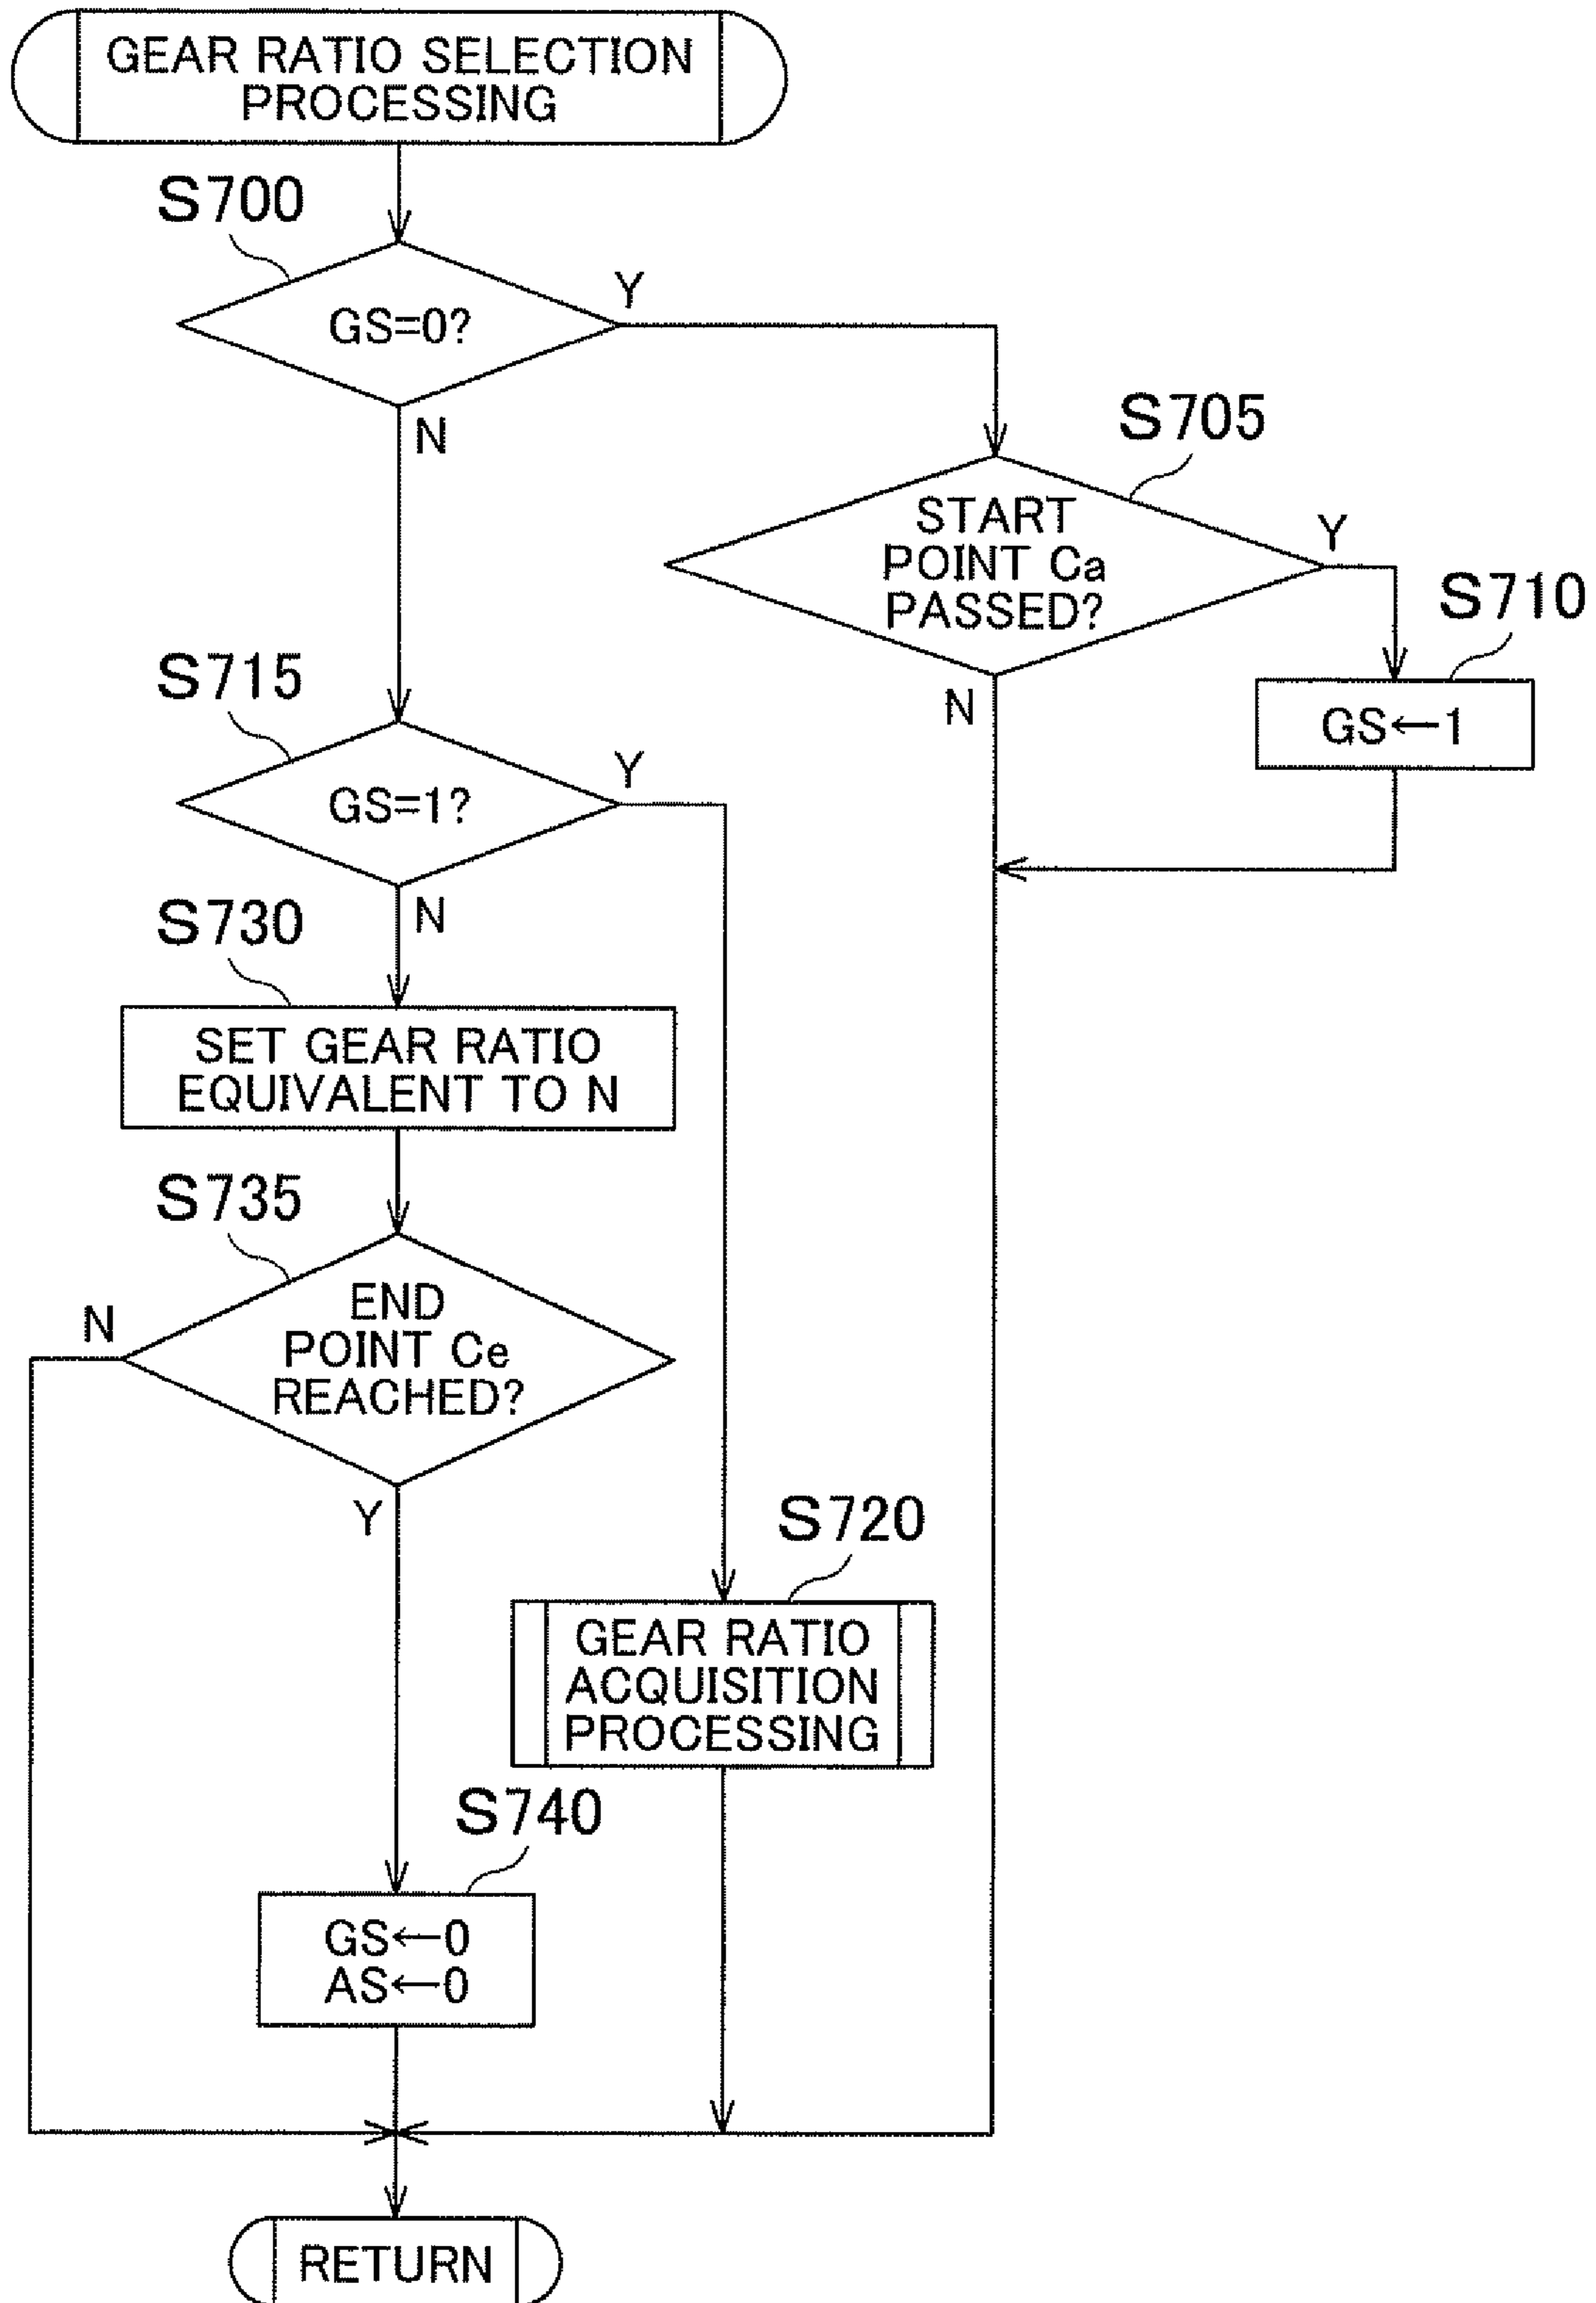 GEAR RATIO SELECTION
PROCESSING
S700
GS=0?
Y
N
S705
START
POINT Ca
PASSED?
Y
N
S710
GS←1
S715
GS=1?
Y
N
S730
SET GEAR RATIO
EQUIVALENT TO N
S735
END
POINT Ce
REACHED?
N
Y
S720
GEAR RATIO
ACQUISITION
PROCESSING
S740
GS←0
AS←0
RETURN